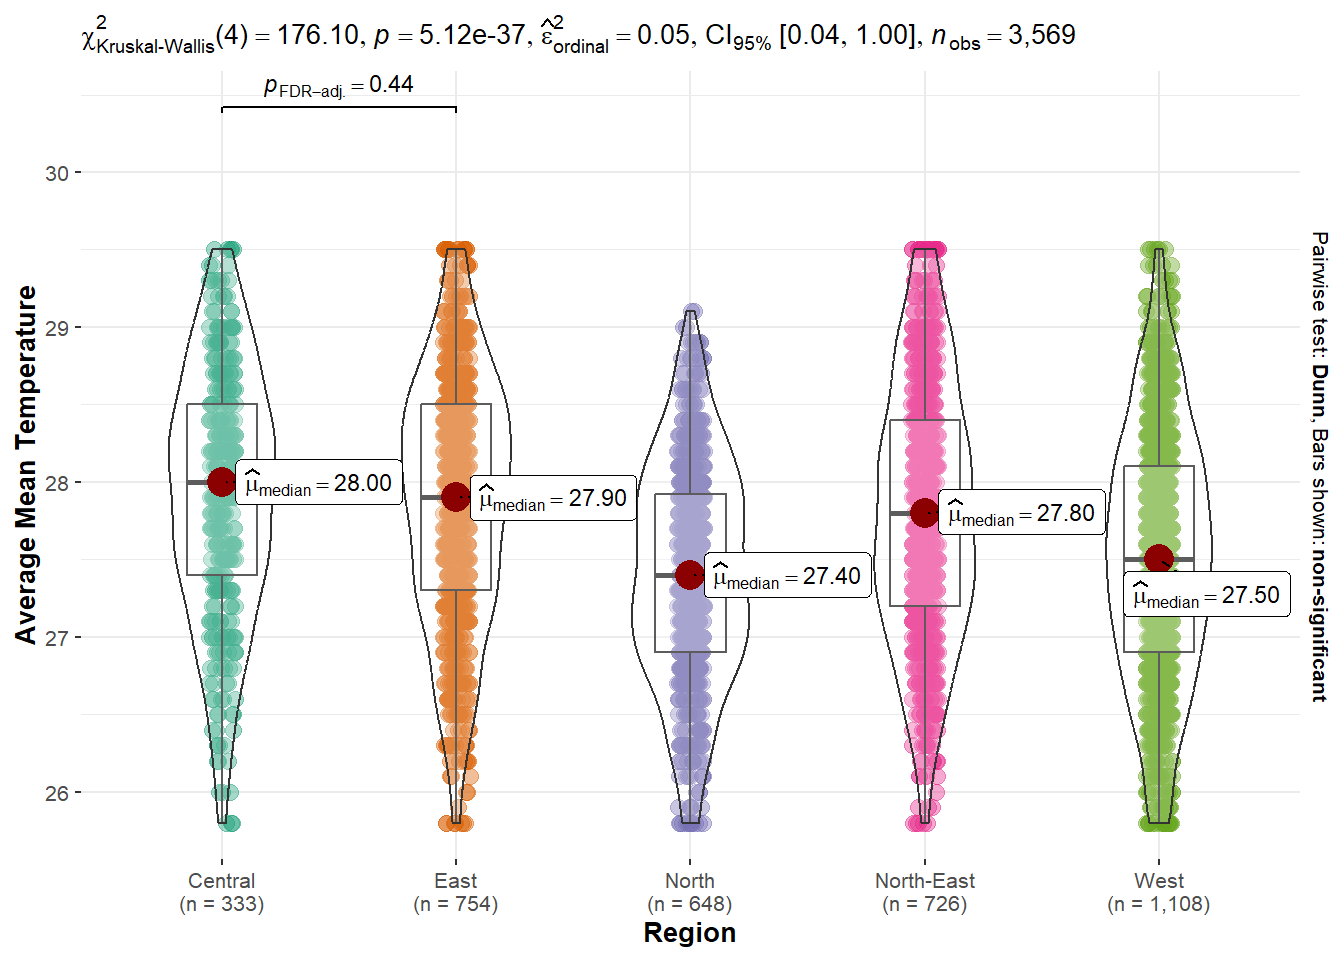 χ²Kruskal-Wallis(4) = 176.10, p = 5.12e-37, ε̂²ordinal = 0.05, CI95% [0.04, 1.00], nobs = 3,569
pFDR–adj. = 0.44
30
29
28
27
26
Average Mean Temperature
μ̂median = 28.00
μ̂median = 27.90
μ̂median = 27.40
μ̂median = 27.80
μ̂median = 27.50
Pairwise test: Dunn, Bars shown: non-significant
Central
(n = 333)
East
(n = 754)
North
(n = 648)
North-East
(n = 726)
West
(n = 1,108)
Region